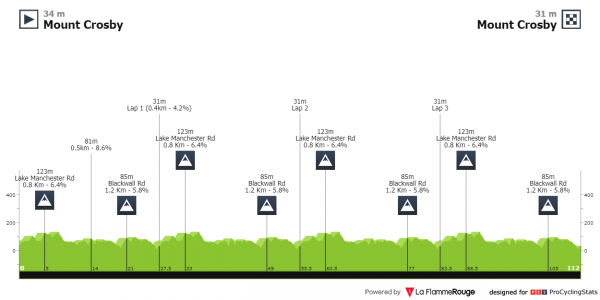 34 m
Mount Crosby
31 m
Mount Crosby
31m
Lap 1 (0.4km - 4.2%)
31m
Lap 2
31m
Lap 3
81m
0.5km - 8.6%
123m
Lake Manchester Rd
0.8 Km - 6.4%
123m
Lake Manchester Rd
0.8 Km - 6.4%
123m
Lake Manchester Rd
0.8 Km - 6.4%
123m
Lake Manchester Rd
0.8 Km - 6.4%
85m
Blackwall Rd
1.2 Km - 5.8%
85m
Blackwall Rd
1.2 Km - 5.8%
85m
Blackwall Rd
1.2 Km - 5.8%
85m
Blackwall Rd
1.2 Km - 5.8%
400
200
0
400
200
0
0 5 14 21 27.5 33 49 55.5 77 83.5 105 112
Powered by La FlammeRouge designed for PCS ProCyclingStats